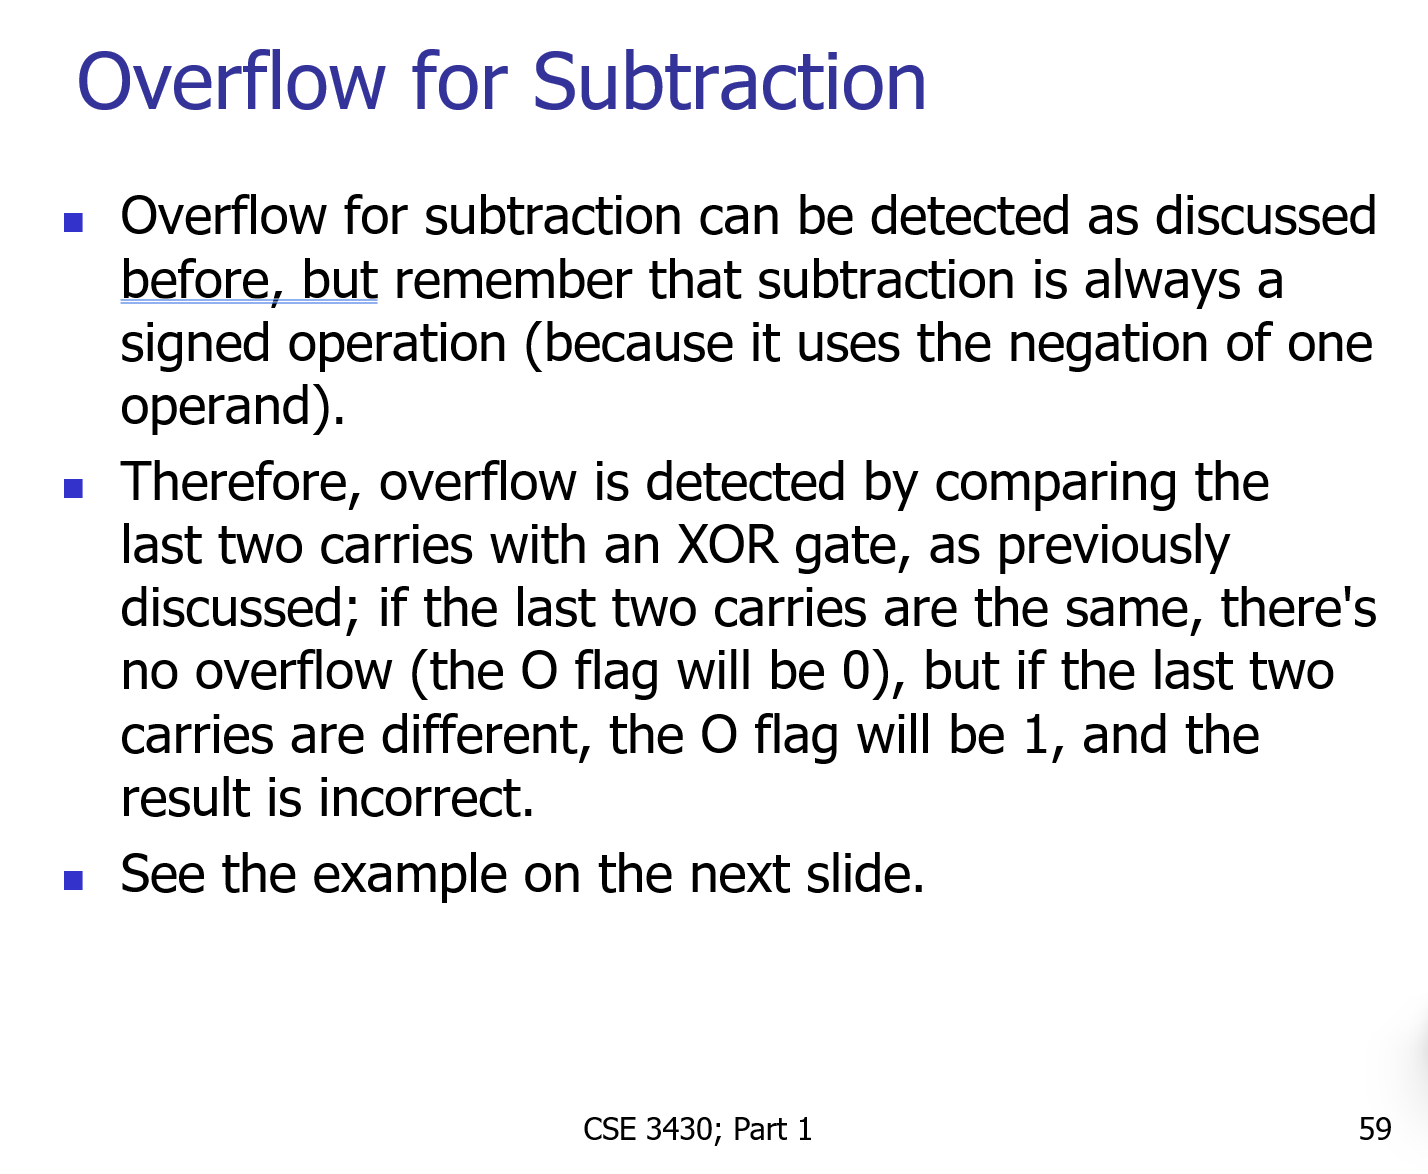 Overflow for Subtraction
Overflow for subtraction can be detected as discussed
before, but remember that subtraction is always a
signed operation (because it uses the negation of one
operand).
Therefore, overflow is detected by comparing the
last two carries with an XOR gate, as previously
discussed; if the last two carries are the same, there's
no overflow (the O flag will be 0), but if the last two
carries are different, the O flag will be 1, and the
result is incorrect.
See the example on the next slide.
CSE 3430; Part 1
59